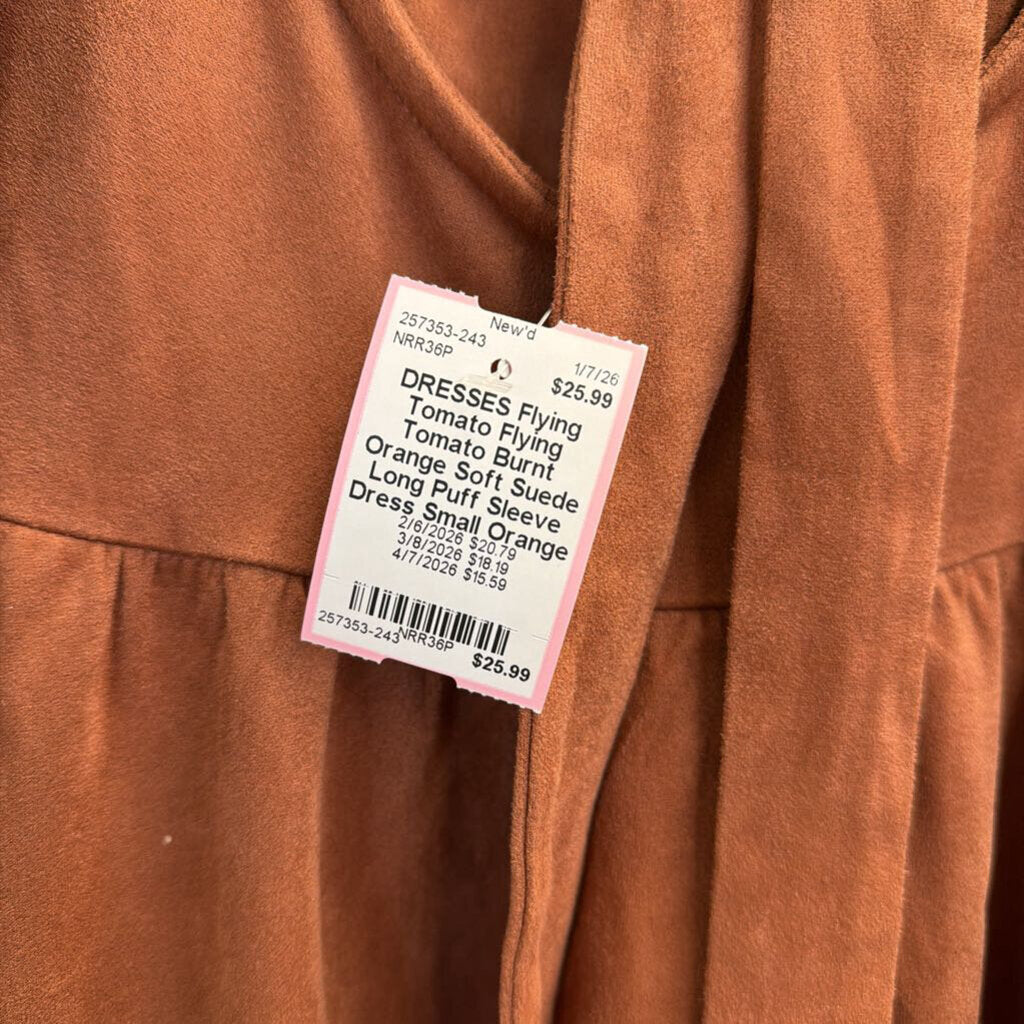 New'd
257353-243
NRR36P
1/7/26
$25.99
DRESSES Flying
Tomato Flying
Tomato Burnt
Orange Soft Suede
Long Puff Sleeve
Dress Small Orange
2/6/2026 $20.79
3/8/2026 $18.19
4/7/2026 $15.59
257353-243
NRR36P
$25.99